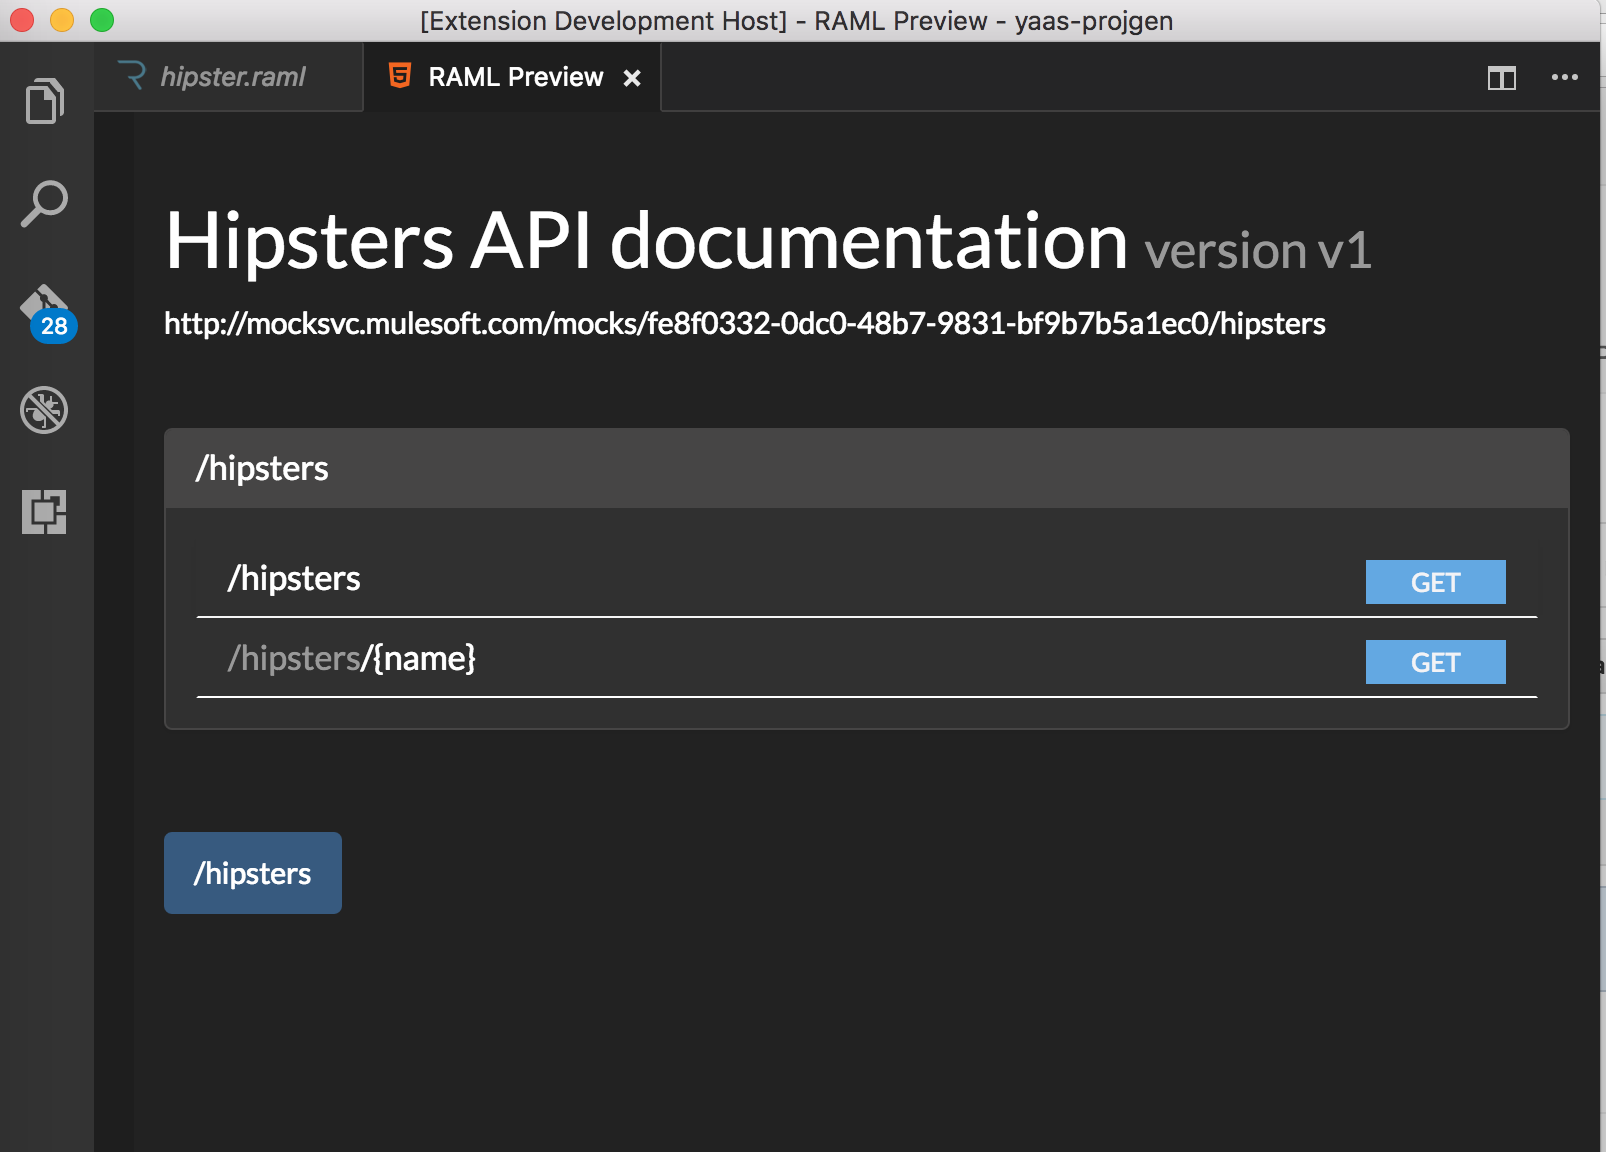 [Extension Development Host] - RAML Preview - yaas-projgen
hipster.raml
RAML Preview
28
Hipsters API documentation version v1
http://mocksvc.mulesoft.com/mocks/fe8f0332-0dc0-48b7-9831-bf9b7b5a1ec0/hipsters
/hipsters
/hipsters GET
/hipsters/{name} GET
/hipsters